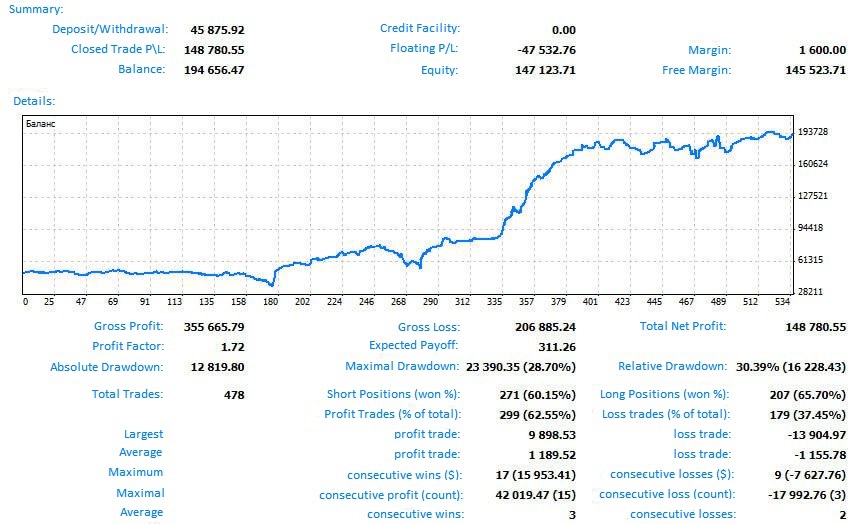 Summary:
Deposit/Withdrawal: 45 875.92 Credit Facility: 0.00
Closed Trade P\L: 148 780.55 Floating P/L: -47 532.76 Margin: 1 600.00
Balance: 194 656.47 Equity: 147 123.71 Free Margin: 145 523.71
Details:
Баланс
193728
160624
127521
94418
61315
28211
0 25 47 69 91 113 135 158 180 202 224 246 268 290 312 335 357 379 401 423 445 467 489 512 534
Gross Profit: 355 665.79 Gross Loss: 206 885.24 Total Net Profit: 148 780.55
Profit Factor: 1.72 Expected Payoff: 311.26
Absolute Drawdown: 12 819.80 Maximal Drawdown: 23 390.35 (28.70%) Relative Drawdown: 30.39% (16 228.43)
Total Trades: 478 Short Positions (won %): 271 (60.15%) Long Positions (won %): 207 (65.70%)
Profit Trades (% of total): 299 (62.55%) Loss trades (% of total): 179 (37.45%)
Largest profit trade: 9 898.53 loss trade: -13 904.97
Average profit trade: 1 189.52 loss trade: -1 155.78
Maximum consecutive wins ($): 17 (15 953.41) consecutive losses ($): 9 (-7 627.76)
Maximal consecutive profit (count): 42 019.47 (15) consecutive loss (count): -17 992.76 (3)
Average consecutive wins: 3 consecutive losses: 2